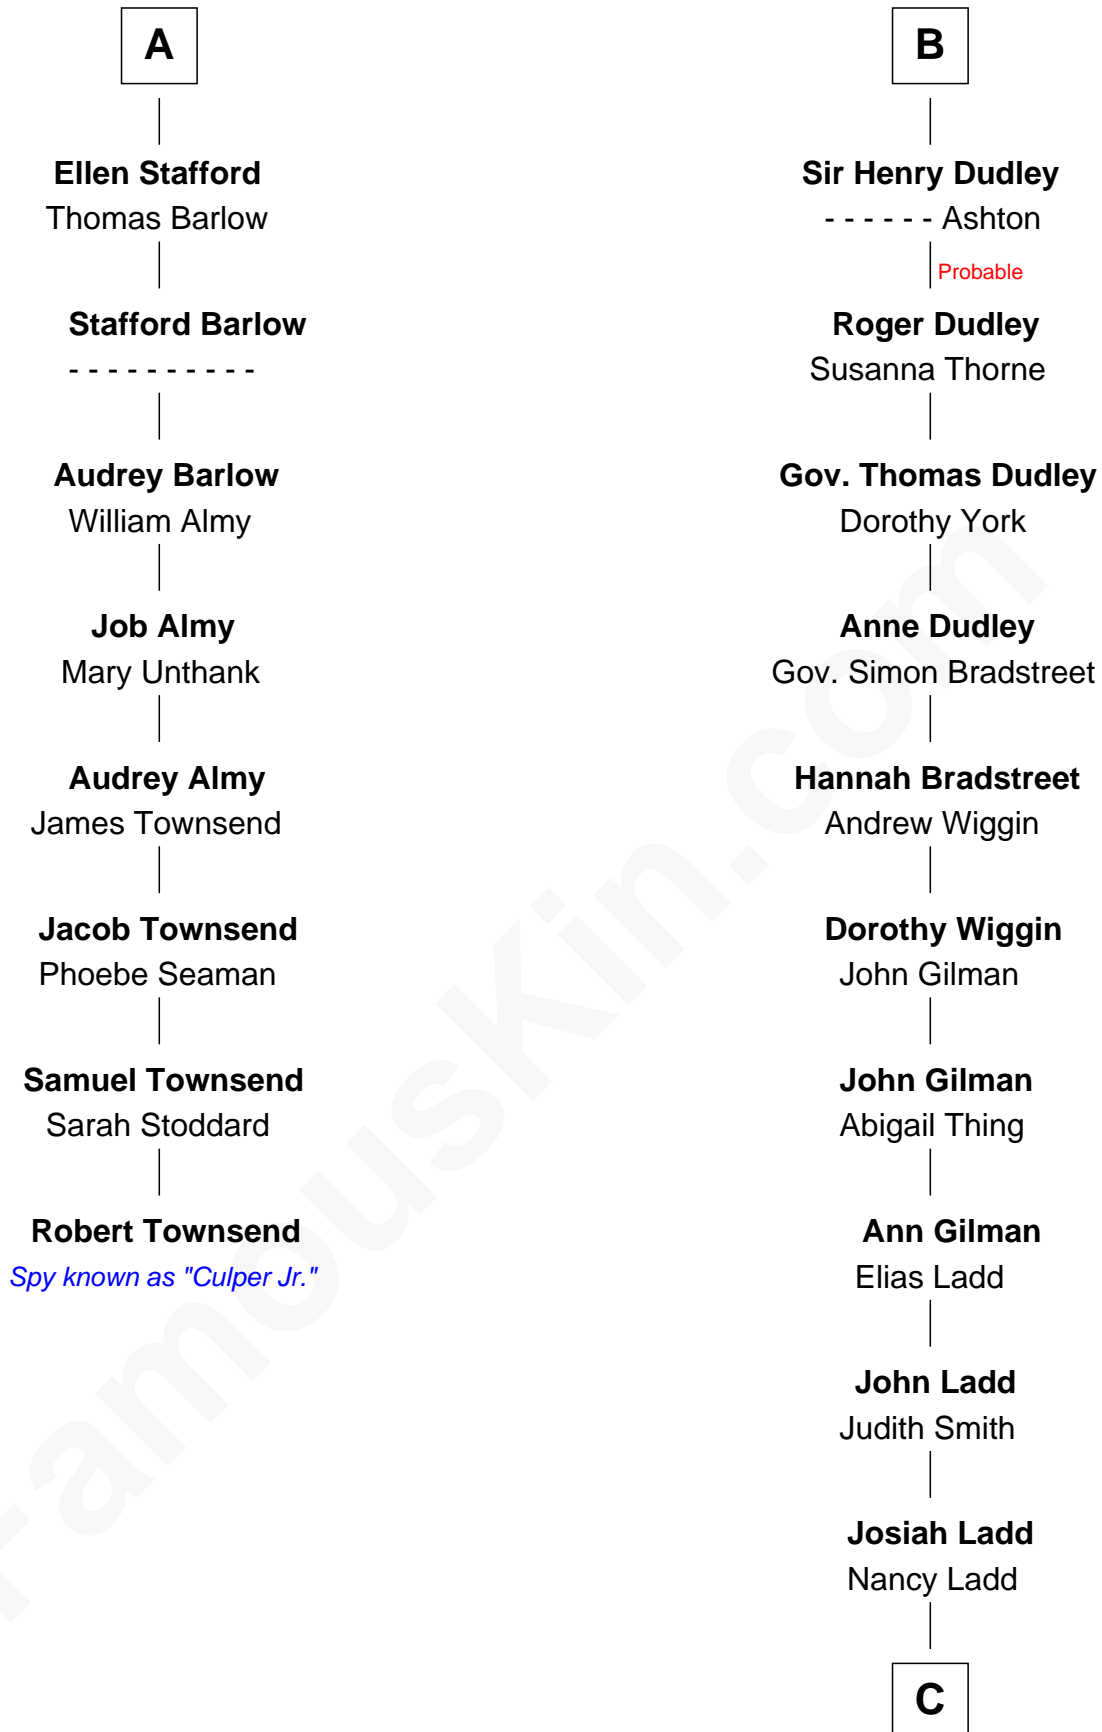 A
Ellen Stafford
Thomas Barlow
Stafford Barlow
- - - - - - - - - -
Audrey Barlow
William Almy
Job Almy
Mary Unthank
Audrey Almy
James Townsend
Jacob Townsend
Phoebe Seaman
Samuel Townsend
Sarah Stoddard
Robert Townsend
Spy known as "Culper Jr."
B
Sir Henry Dudley
- - - - - - Ashton
Probable
Roger Dudley
Susanna Thorne
Gov. Thomas Dudley
Dorothy York
Anne Dudley
Gov. Simon Bradstreet
Hannah Bradstreet
Andrew Wiggin
Dorothy Wiggin
John Gilman
John Gilman
Abigail Thing
Ann Gilman
Elias Ladd
John Ladd
Judith Smith
Josiah Ladd
Nancy Ladd
C
FamousKin.com